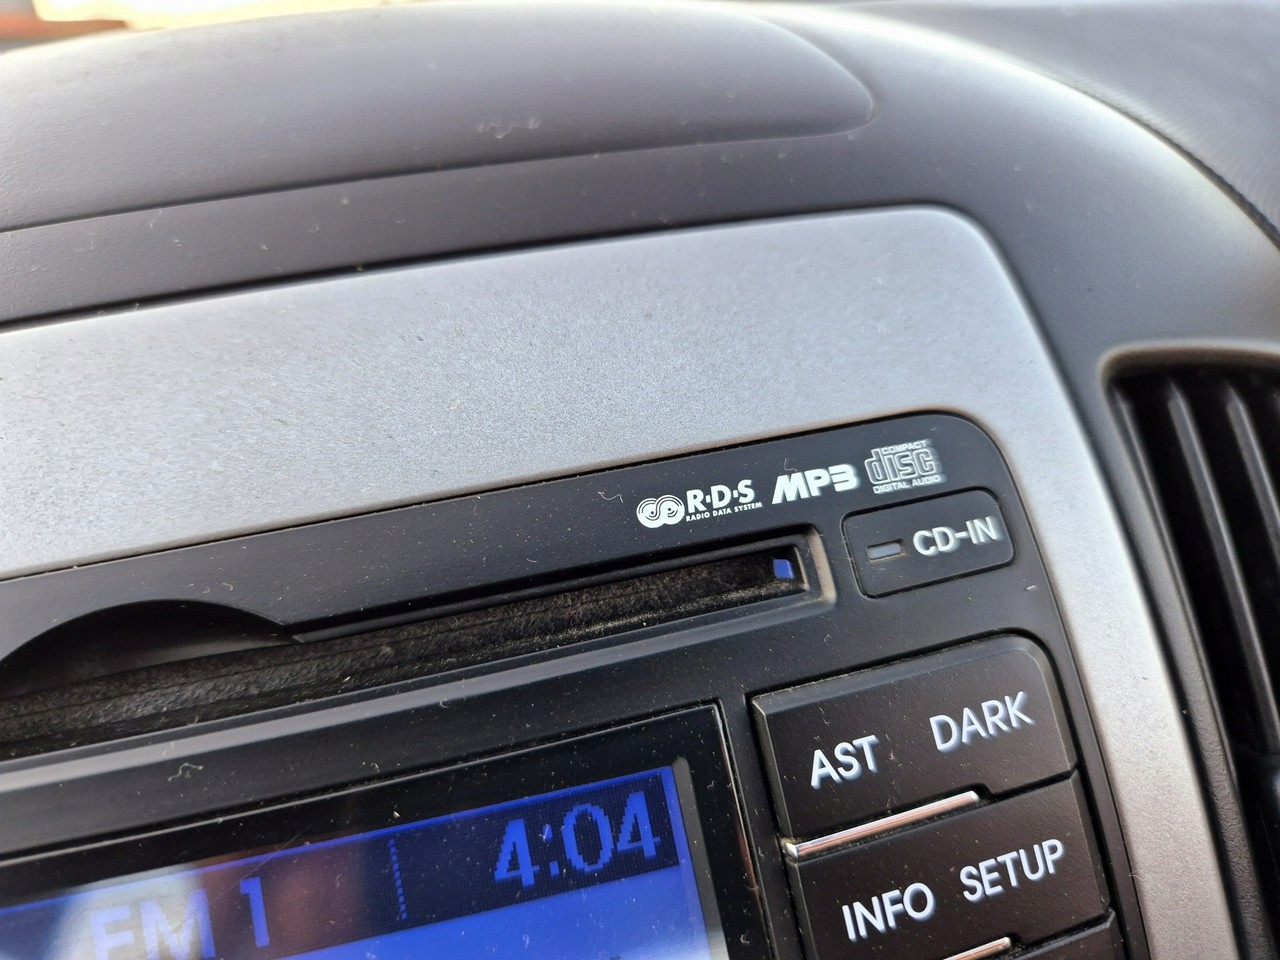 R·D·S
RADIO DATA SYSTEM
MP3
COMPACT
disc
DIGITAL AUDIO
CD-IN
AST DARK
4:04
FM 1
INFO SETUP